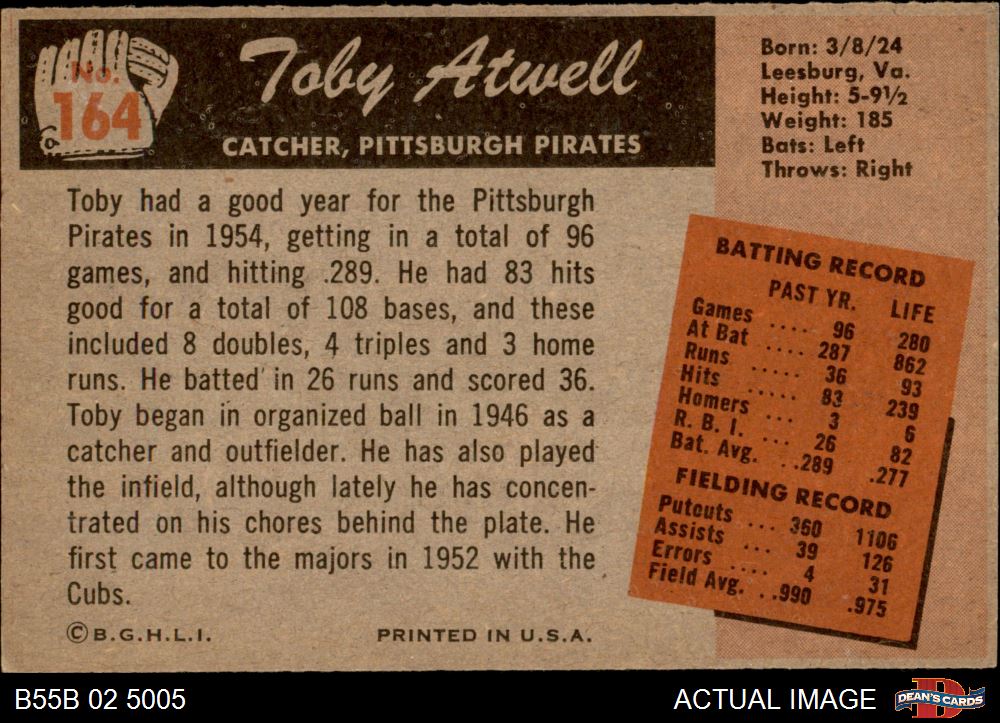 No.
164
Toby Atwell
CATCHER, PITTSBURGH PIRATES
Toby had a good year for the Pittsburgh
Pirates in 1954, getting in a total of 96
games, and hitting .289. He had 83 hits
good for a total of 108 bases, and these
included 8 doubles, 4 triples and 3 home
runs. He batted in 26 runs and scored 36.
Toby began in organized ball in 1946 as a
catcher and outfielder. He has also played
the infield, although lately he has concen-
trated on his chores behind the plate. He
first came to the majors in 1952 with the
Cubs.
©B.G.H.L.I.
PRINTED IN U.S.A.
Born: 3/8/24
Leesburg, Va.
Height: 5-9½
Weight: 185
Bats: Left
Throws: Right
BATTING RECORD
PAST YR. LIFE
Games .... 96 280
At Bat .... 287 862
Runs ..... 36 93
Hits ..... 83 239
Homers ... 3 6
R. B. I. ... 26 82
Bat. Avg. ..289 .277
FIELDING RECORD
Putouts ... 360 1106
Assists ... 39 126
Errors .... 4 31
Field Avg. ..990 .975
B55B 02 5005
ACTUAL IMAGE
DEAN'S CARDS